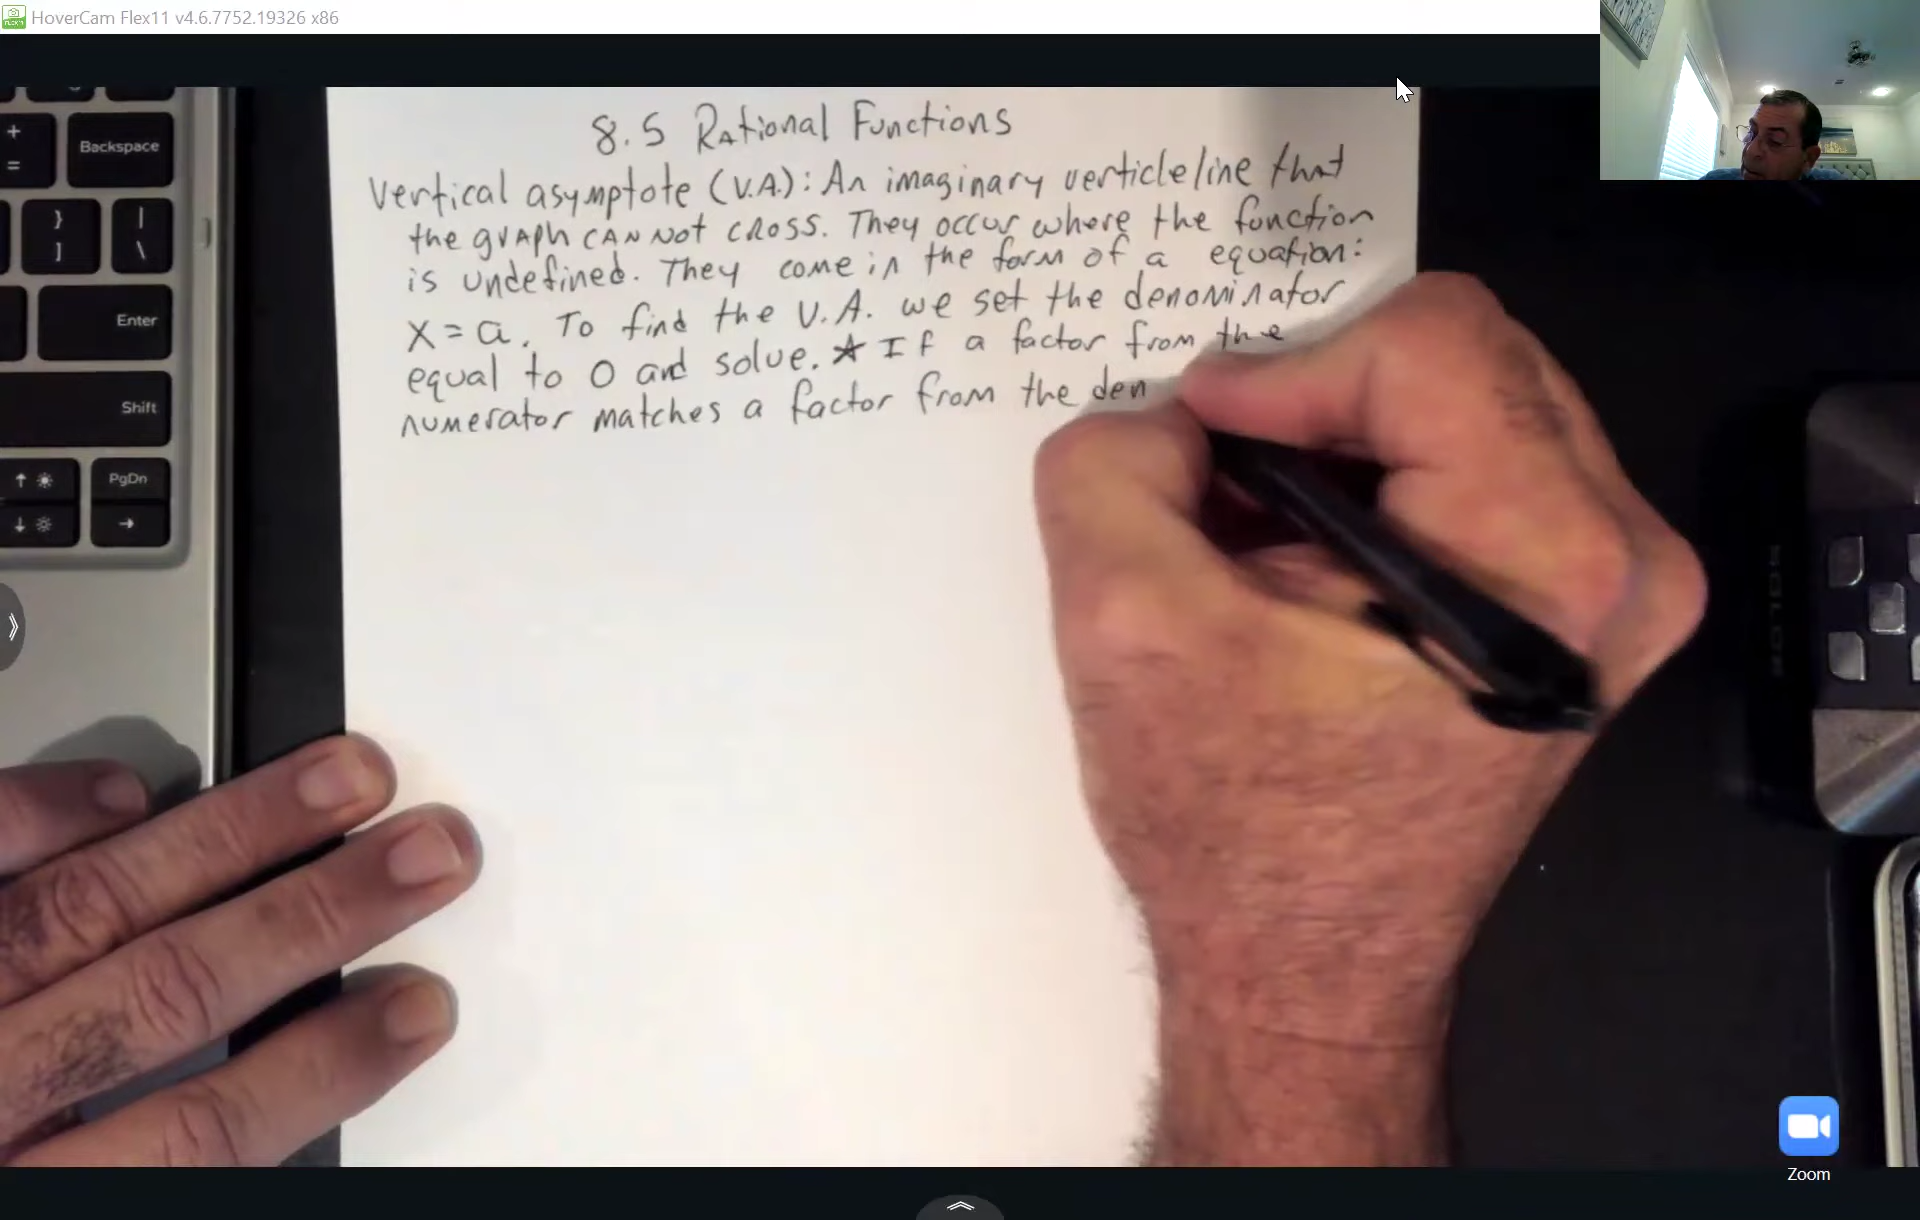 HoverCam Flex11 v4.6.7752.19326 x86
8.5 Rational Functions
Vertical asymptote (V.A.): An imaginary verticle line that
the graph cannot cross. They occur where the function
is undefined. They come in the form of a equation:
x = a. To find the V.A. we set the denominator
equal to 0 and solve. * If a factor from the
numerator matches a factor from the den
+
=
Backspace
}
]
|
\
Enter
Shift
↑
PgDn
↓
→
Zoom